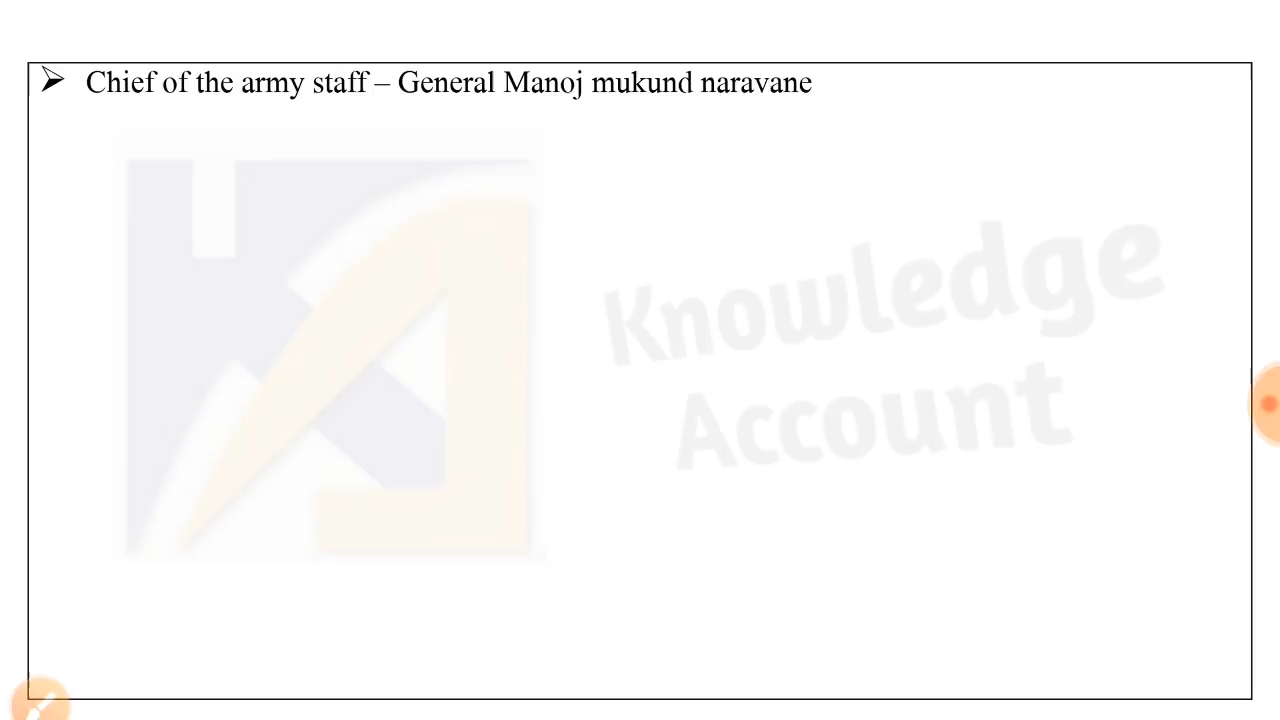 ➢ Chief of the army staff – General Manoj mukund naravane
Knowledge
Account